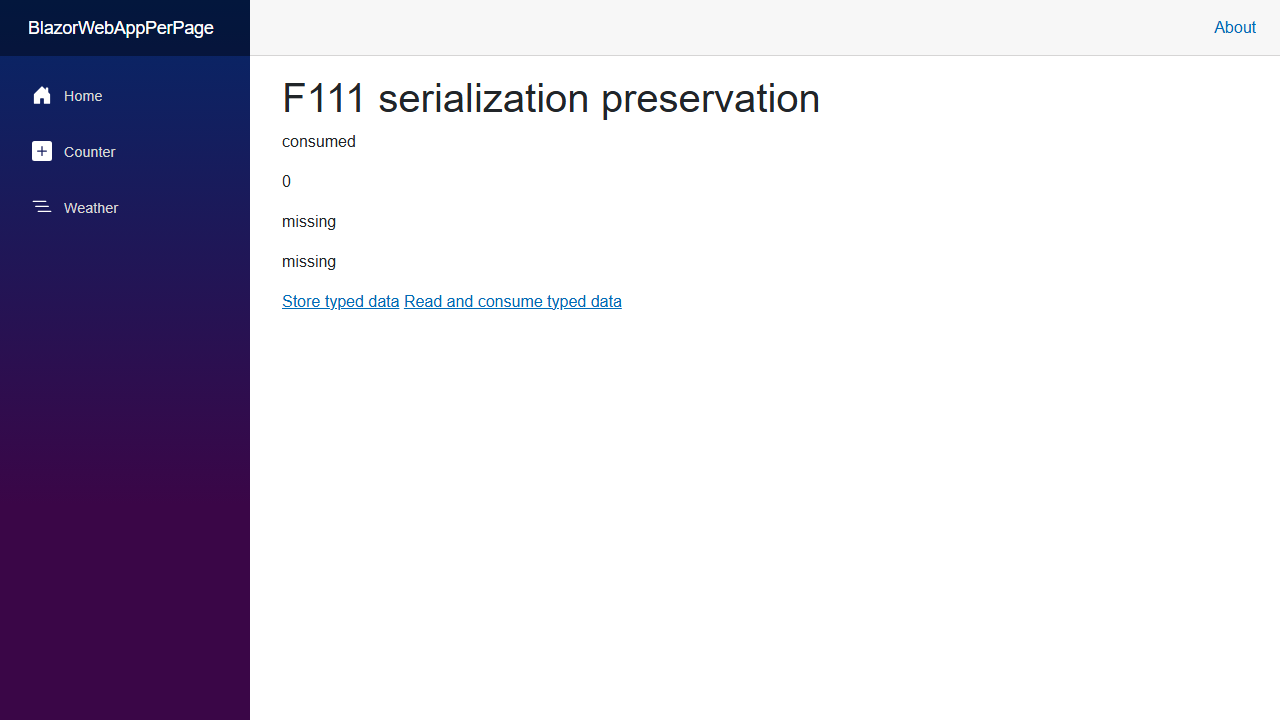 BlazorWebAppPerPage
About
Home
Counter
Weather
F111 serialization preservation
consumed
0
missing
missing
Store typed data Read and consume typed data